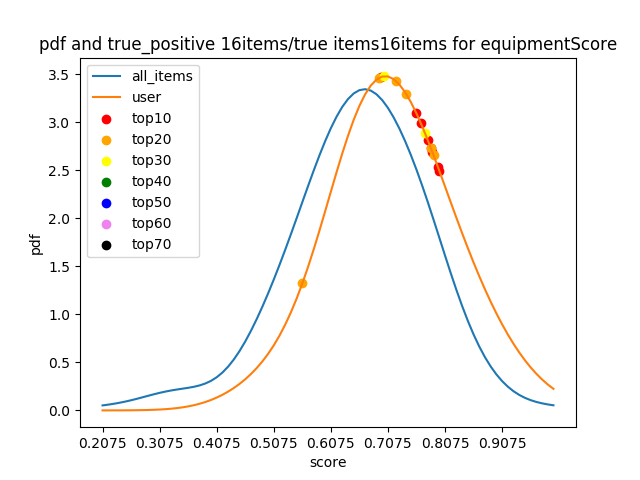 pdf and true_positive 16items/true items16items for equipmentScore
all_items
user
top10
top20
top30
top40
top50
top60
top70
3.5
3.0
2.5
2.0
1.5
1.0
0.5
0.0
pdf
0.2075 0.3075 0.4075 0.5075 0.6075 0.7075 0.8075 0.9075
score